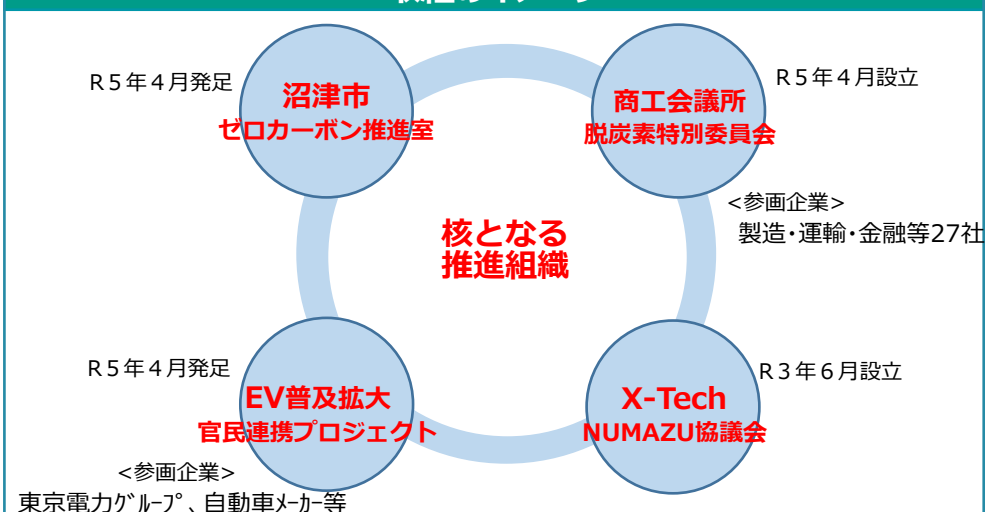 R5年4月発足
沼津市
ゼロカーボン推進室
商工会議所
脱炭素特別委員会
R5年4月設立
<参画企業>
製造・運輸・金融等27社
核となる
推進組織
R5年4月発足
EV普及拡大
官民連携プロジェクト
<参画企業>
東京電力グループ、自動車メーカー等
X-Tech
NUMAZU協議会
R3年6月設立